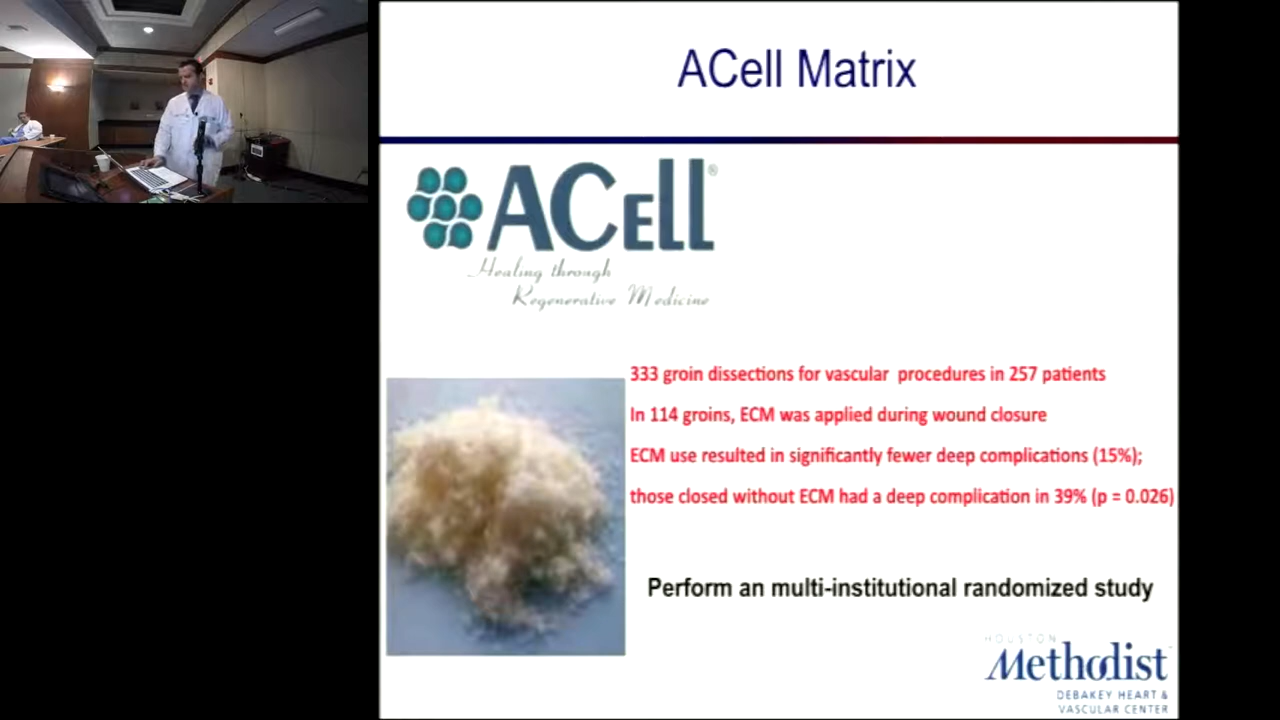 ACell Matrix
ACell®
Healing through
Regenerative Medicine
333 groin dissections for vascular procedures in 257 patients
In 114 groins, ECM was applied during wound closure
ECM use resulted in significantly fewer deep complications (15%);
those closed without ECM had a deep complication in 39% (p = 0.026)
Perform an multi-institutional randomized study
HOUSTON
Methodist
DEBAKEY HEART &
VASCULAR CENTER